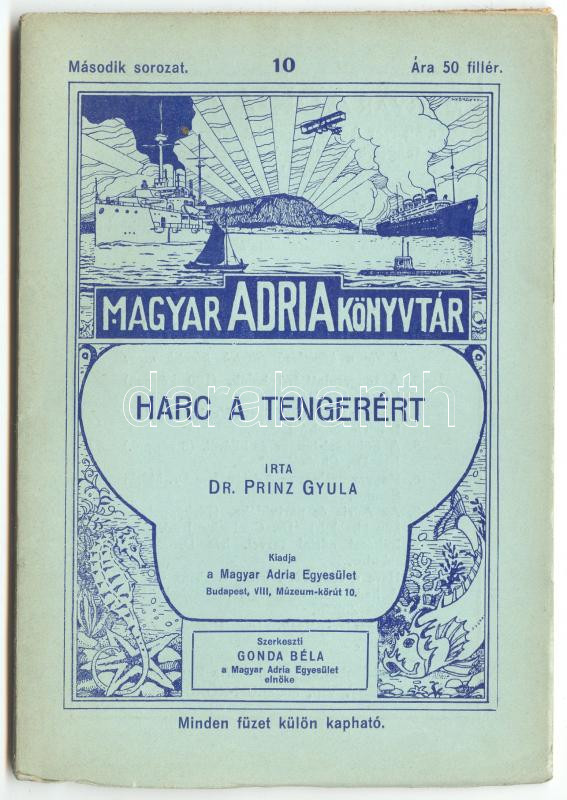 Második sorozat. 10 Ára 50 fillér.
MAGYAR ADRIA KÖNYVTÁR
HARC A TENGERÉRT
darabanth
IRTA
DR. PRINZ GYULA
Kiadja
a Magyar Adria Egyesület
Budapest, VIII, Múzeum-körút 10.
Szerkeszti
GONDA BÉLA
a Magyar Adria Egyesület
elnöke
Minden füzet külön kapható.